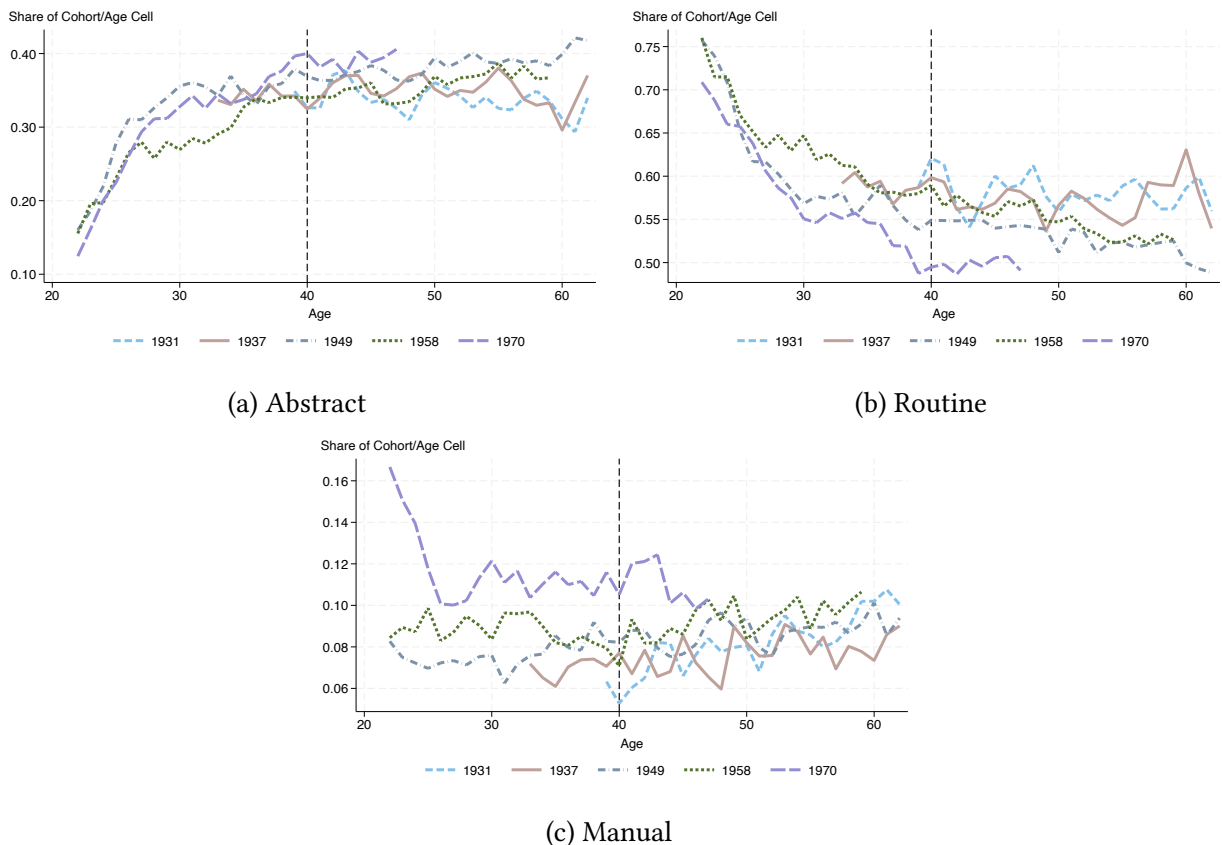 Share of Cohort/Age Cell
0.40
0.30
0.20
0.10
20 30 40 50 60
Age
1931 1937 1949 1958 1970
(a) Abstract
Share of Cohort/Age Cell
0.75
0.70
0.65
0.60
0.55
0.50
20 30 40 50 60
Age
1931 1937 1949 1958 1970
(b) Routine
Share of Cohort/Age Cell
0.16
0.14
0.12
0.10
0.08
0.06
20 30 40 50 60
Age
1931 1937 1949 1958 1970
(c) Manual